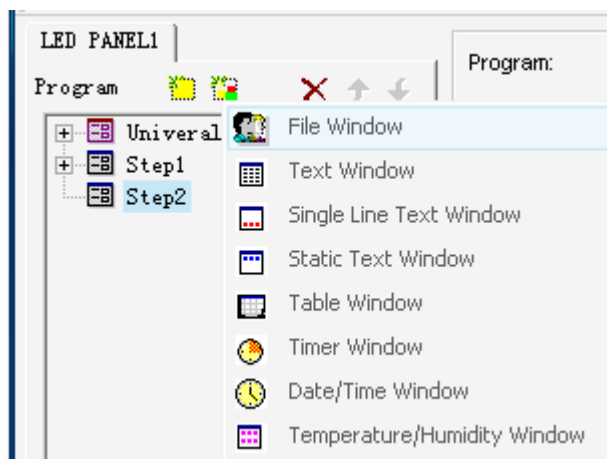 LED PANEL1
Program
Program:
Univeral
Step1
Step2
File Window
Text Window
Single Line Text Window
Static Text Window
Table Window
Timer Window
Date/Time Window
Temperature/Humidity Window